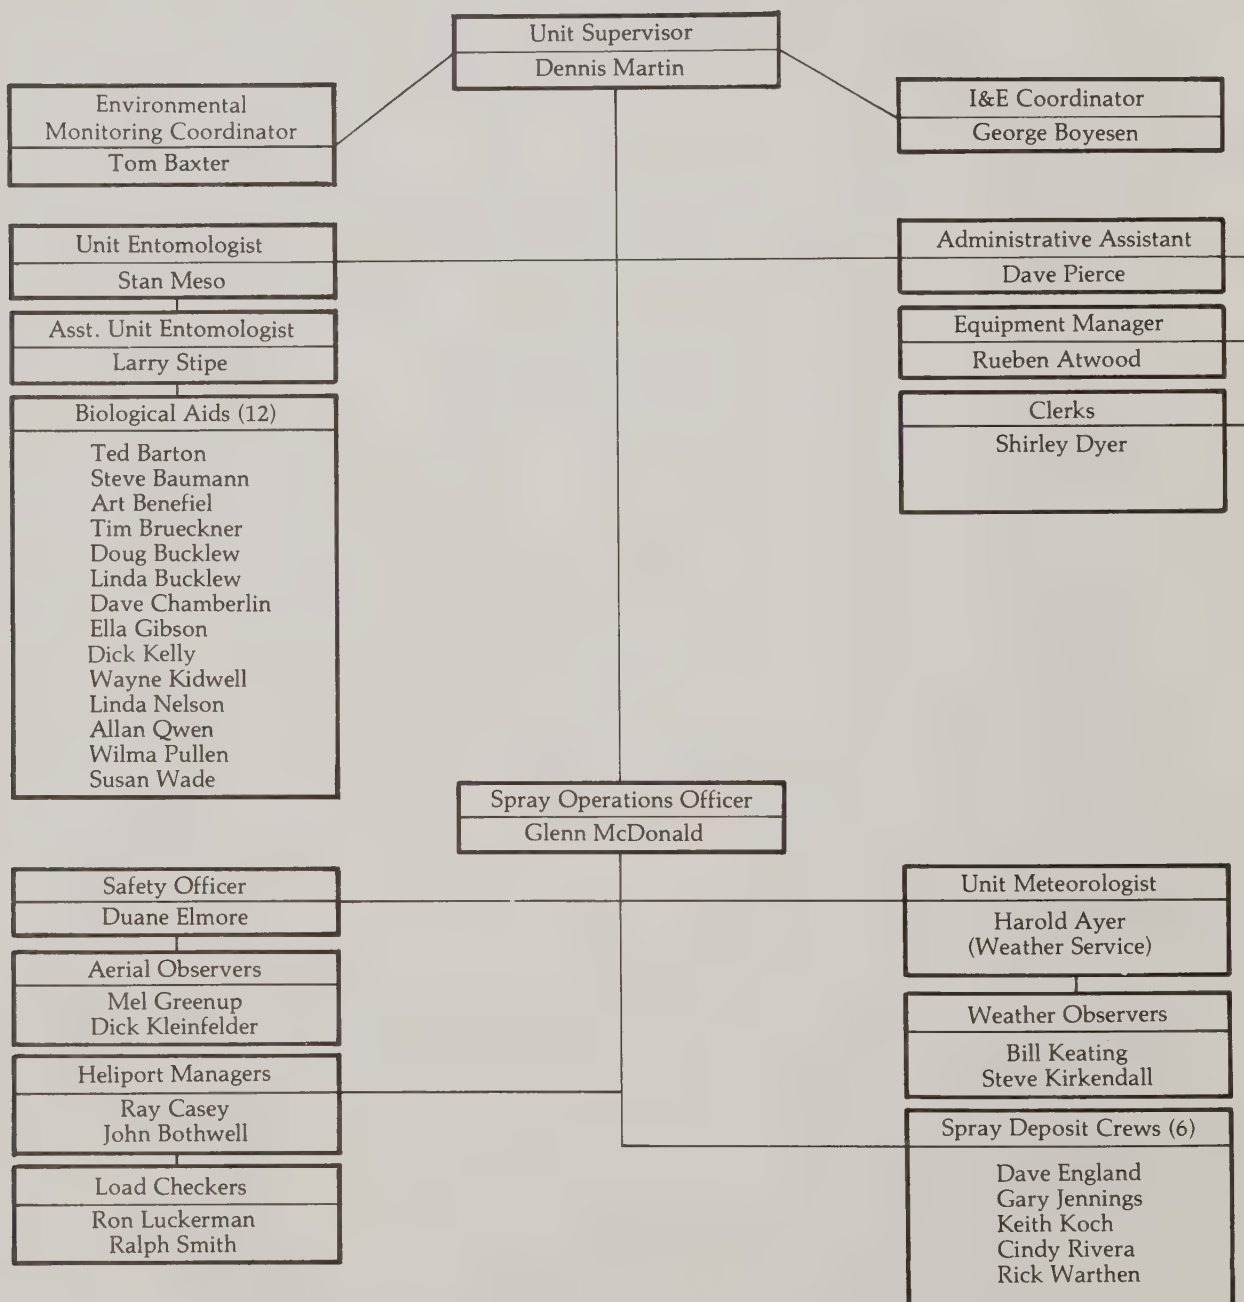 Unit Supervisor
Dennis Martin
Environmental
Monitoring Coordinator
Tom Baxter
I&E Coordinator
George Boyesen
Unit Entomologist
Stan Meso
Administrative Assistant
Dave Pierce
Asst. Unit Entomologist
Larry Stipe
Equipment Manager
Rueben Atwood
Biological Aids (12)
Ted Barton
Steve Baumann
Art Benefiel
Tim Brueckner
Doug Bucklew
Linda Bucklew
Dave Chamberlin
Ella Gibson
Dick Kelly
Wayne Kidwell
Linda Nelson
Allan Qwen
Wilma Pullen
Susan Wade
Clerks
Shirley Dyer
Spray Operations Officer
Glenn McDonald
Safety Officer
Duane Elmore
Aerial Observers
Mel Greenup
Dick Kleinfelder
Heliport Managers
Ray Casey
John Bothwell
Load Checkers
Ron Luckerman
Ralph Smith
Unit Meteorologist
Harold Ayer
(Weather Service)
Weather Observers
Bill Keating
Steve Kirkendall
Spray Deposit Crews (6)
Dave England
Gary Jennings
Keith Koch
Cindy Rivera
Rick Warthen